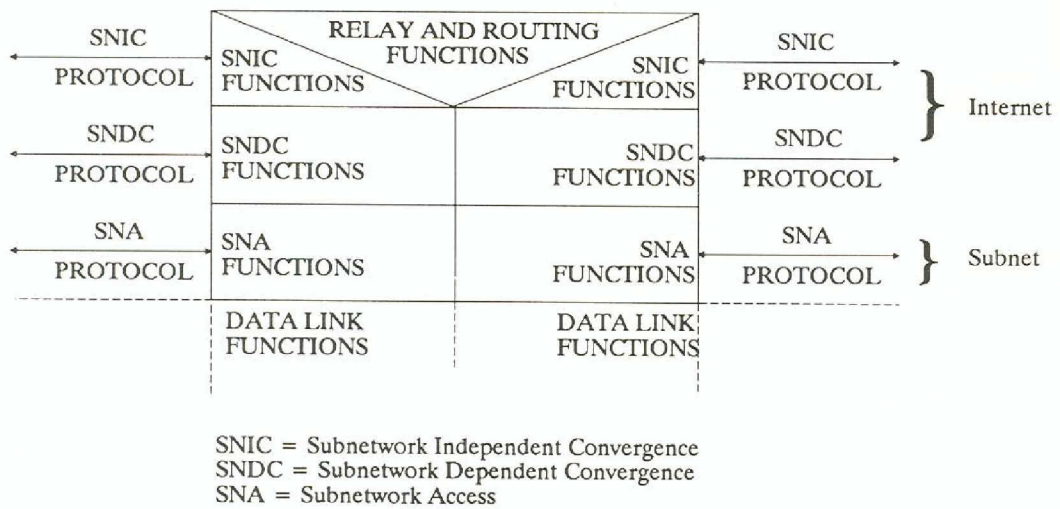 RELAY AND ROUTING
FUNCTIONS
SNIC
PROTOCOL
SNIC
FUNCTIONS
SNIC
FUNCTIONS
SNIC
PROTOCOL
Internet
SNDC
PROTOCOL
SNDC
FUNCTIONS
SNDC
FUNCTIONS
SNDC
PROTOCOL
SNA
PROTOCOL
SNA
FUNCTIONS
SNA
FUNCTIONS
SNA
PROTOCOL
Subnet
DATA LINK
FUNCTIONS
DATA LINK
FUNCTIONS
SNIC = Subnetwork Independent Convergence
SNDC = Subnetwork Dependent Convergence
SNA = Subnetwork Access